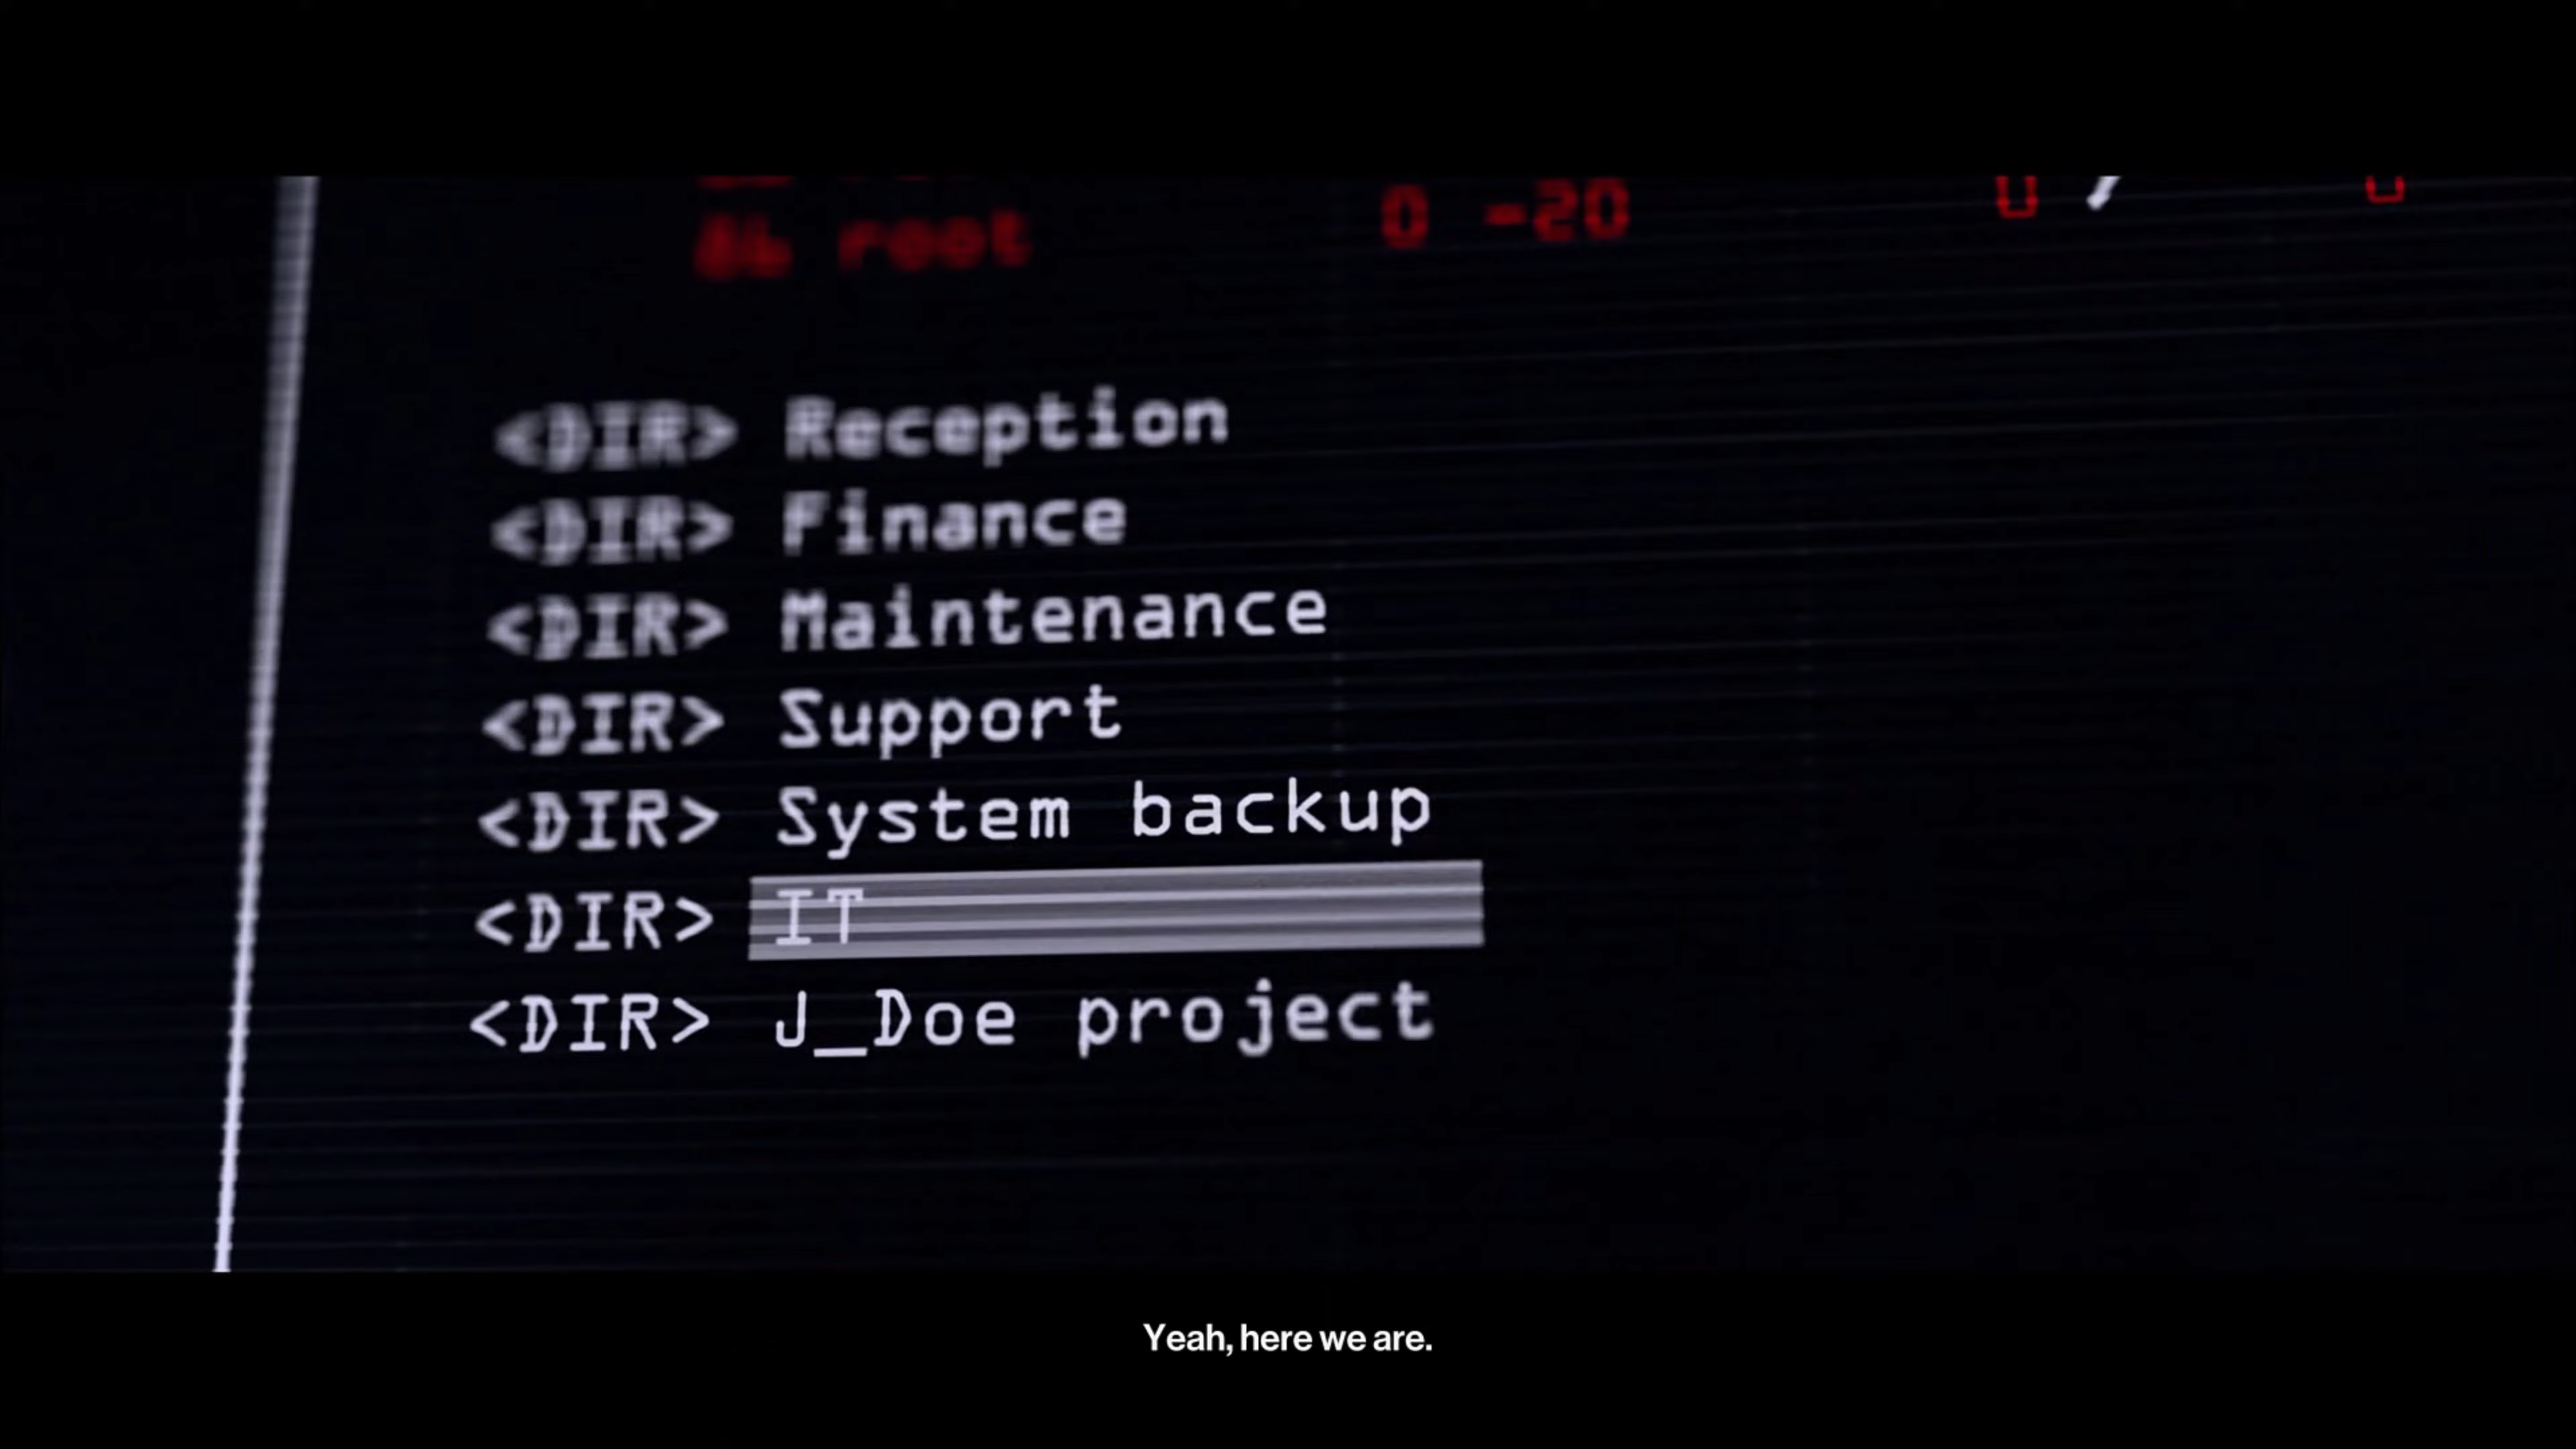 root 0 -20
<DIR> Reception
<DIR> Finance
<DIR> Maintenance
<DIR> Support
<DIR> System backup
<DIR> IT
<DIR> J_Doe project
Yeah, here we are.